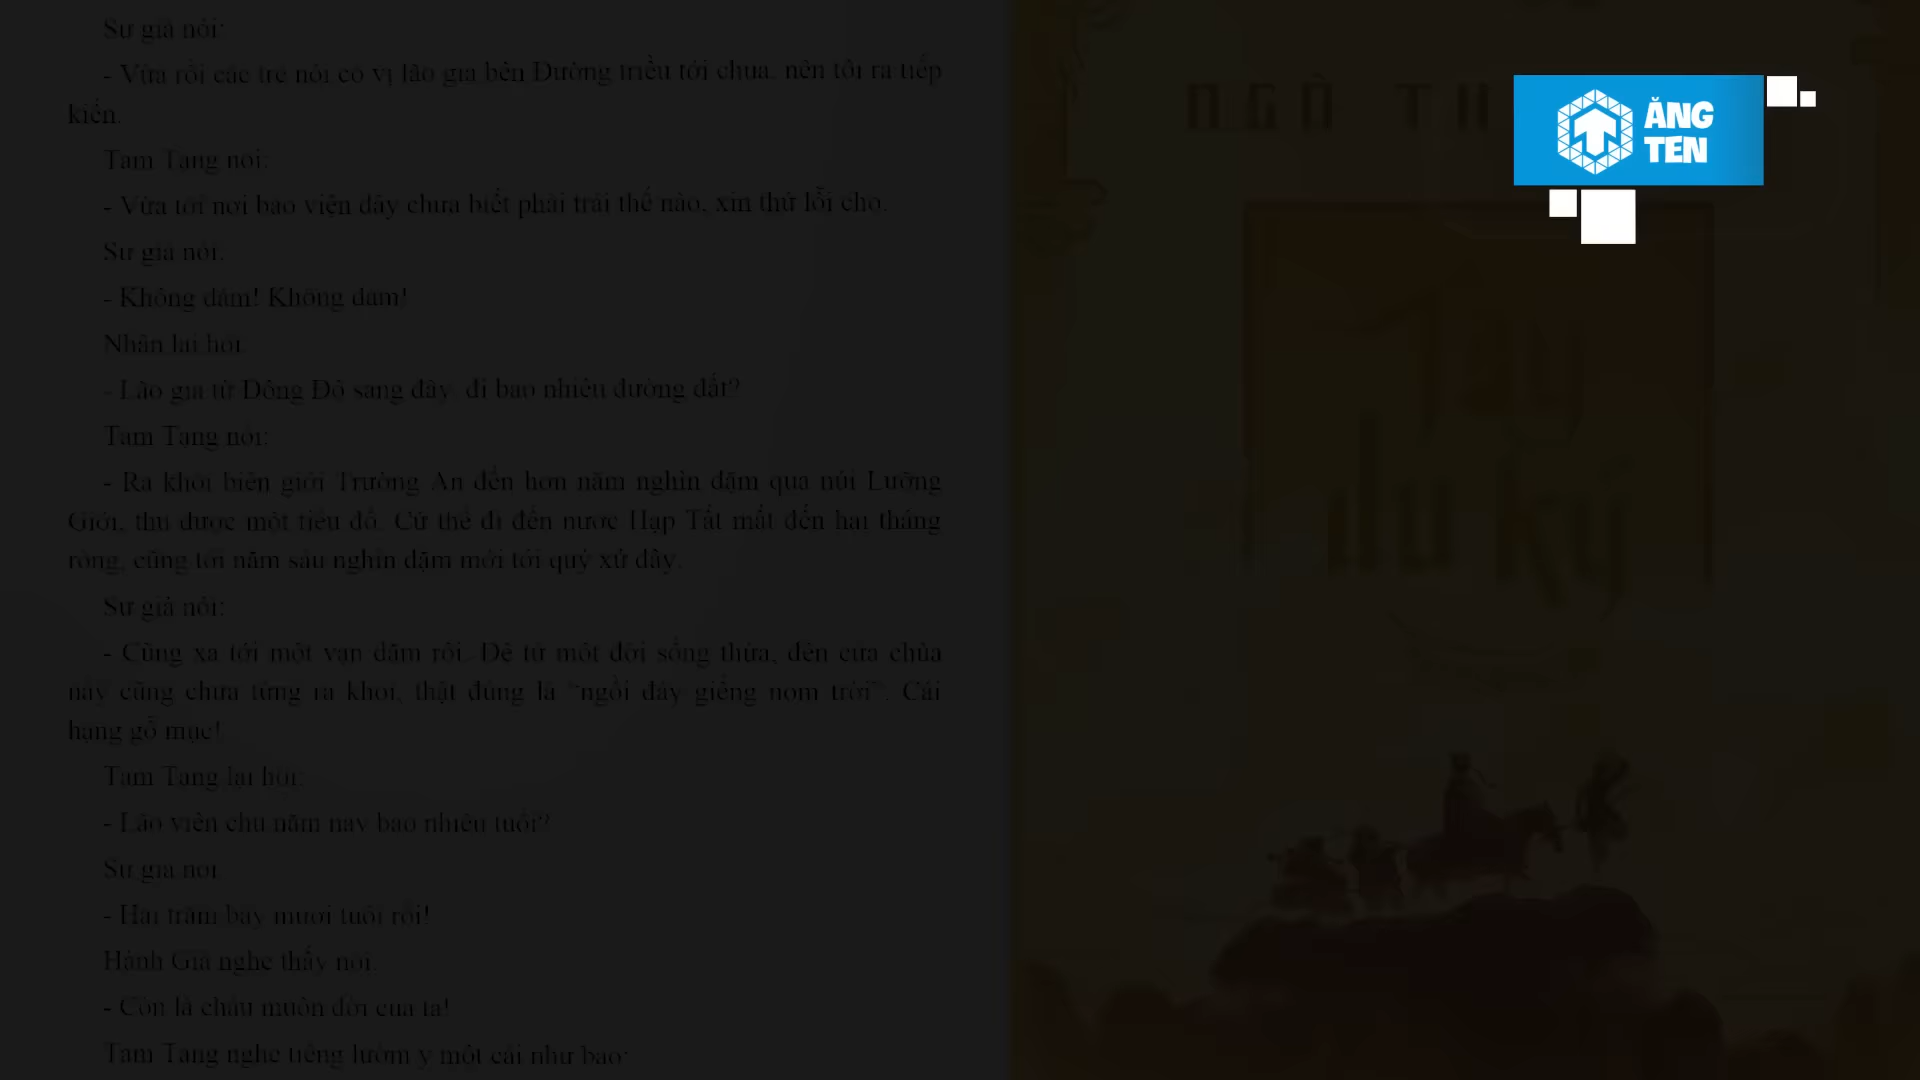 Sư giả nói:
- Vừa rồi các trẻ nói có vị lão gia bên Đường triều tới chùa, nên tôi ra tiếp
kiến.
Tam Tạng nói:
- Vừa tới nơi bảo viện đây chưa biết phải trái thế nào, xin thứ lỗi cho.
Sư giả nói:
- Không dám! Không dám!
Nhân lại hỏi:
- Lão gia từ Đông Độ sang đây, đi bao nhiêu đường đất?
Tam Tạng nói:
- Ra khỏi biên giới Trường An đến hơn năm nghìn dặm qua núi Lưỡng
Giới, thu được một tiểu đồ. Cứ thế đi đến nước Hạp Tất mất đến hai tháng
ròng, cũng tới năm sáu nghìn dặm mới tới quý xứ đây.
Sư giả nói:
- Cũng xa tới một vạn dặm rồi. Đệ tử một đời sống thừa, đến cửa chùa
này cũng chưa từng ra khỏi, thật đúng là “ngồi đáy giếng nom trời”. Cái
hạng gỗ mục!
Tam Tạng lại hỏi:
- Lão viện chủ năm nay bao nhiêu tuổi?
Sư giả nói:
- Hai trăm bảy mươi tuổi rồi!
Hành Giả nghe thấy nói:
- Còn là cháu muôn đời của ta!
Tam Tạng nghe tiếng lườm y một cái như bảo:
NGÔ TH
Tây
du ký
ĂNG
TEN